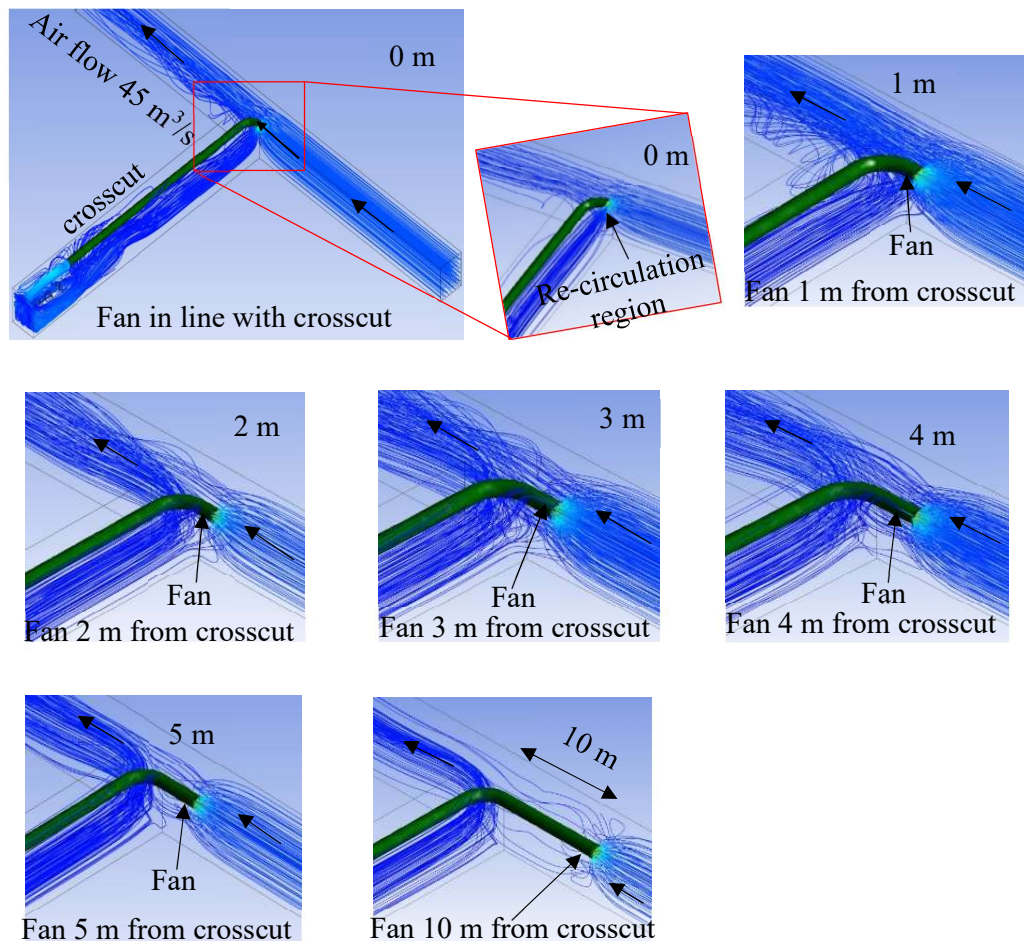 Air flow 45 m³/s
0 m
crosscut
Fan in line with crosscut
0 m
Re-circulation
region
1 m
Fan
Fan 1 m from crosscut
2 m
Fan
Fan 2 m from crosscut
3 m
Fan
Fan 3 m from crosscut
4 m
Fan
Fan 4 m from crosscut
5 m
Fan
Fan 5 m from crosscut
10 m
Fan
Fan 10 m from crosscut